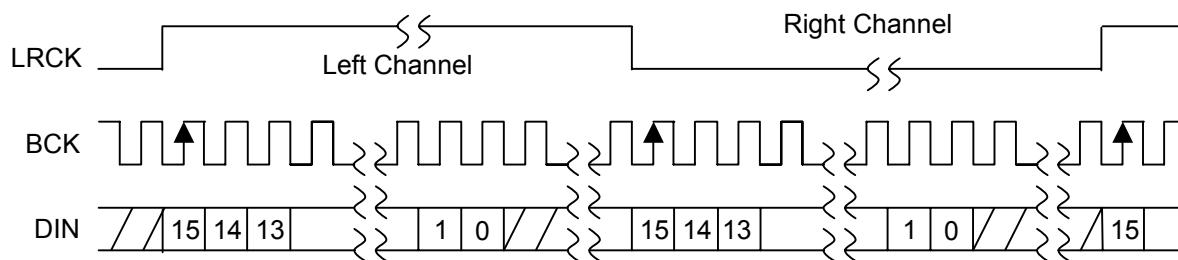 Right Channel
LRCK
Left Channel
BCK
DIN 15 14 13 1 0 15 14 13 1 0 15